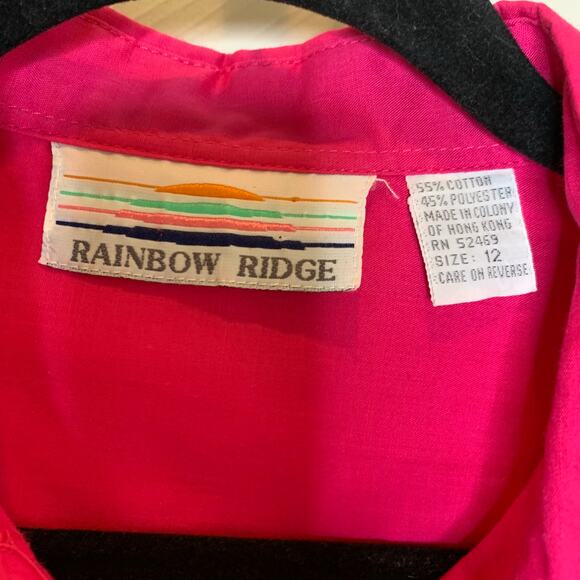 RAINBOW RIDGE
55% COTTON
45% POLYESTER
MADE IN COLONY
OF HONG KONG
RN 52469
SIZE: 12
CARE ON REVERSE